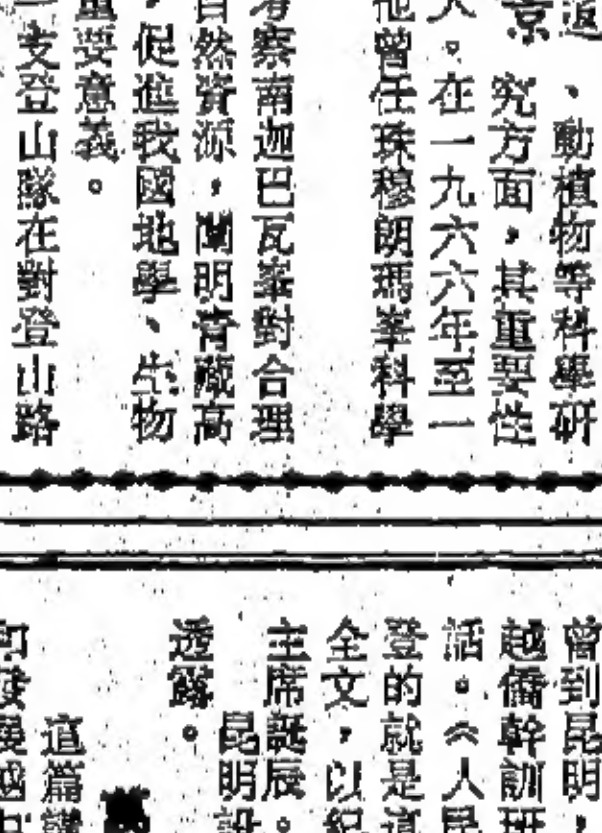 、動植物等科學研
究方面，其重要性
人。在一九六六年至一
他曾任珠穆朗瑪峯科學
考察南迦巴瓦峯對合理
自然資源，闡明青藏高
，促進我國地學、生物
重要意義。
一支登山隊在對登山路
曾到昆明，
越僑幹訓班
話。《人民
登的就是這
全文，以紀
主席誕辰。
昆明
透露。
這篇